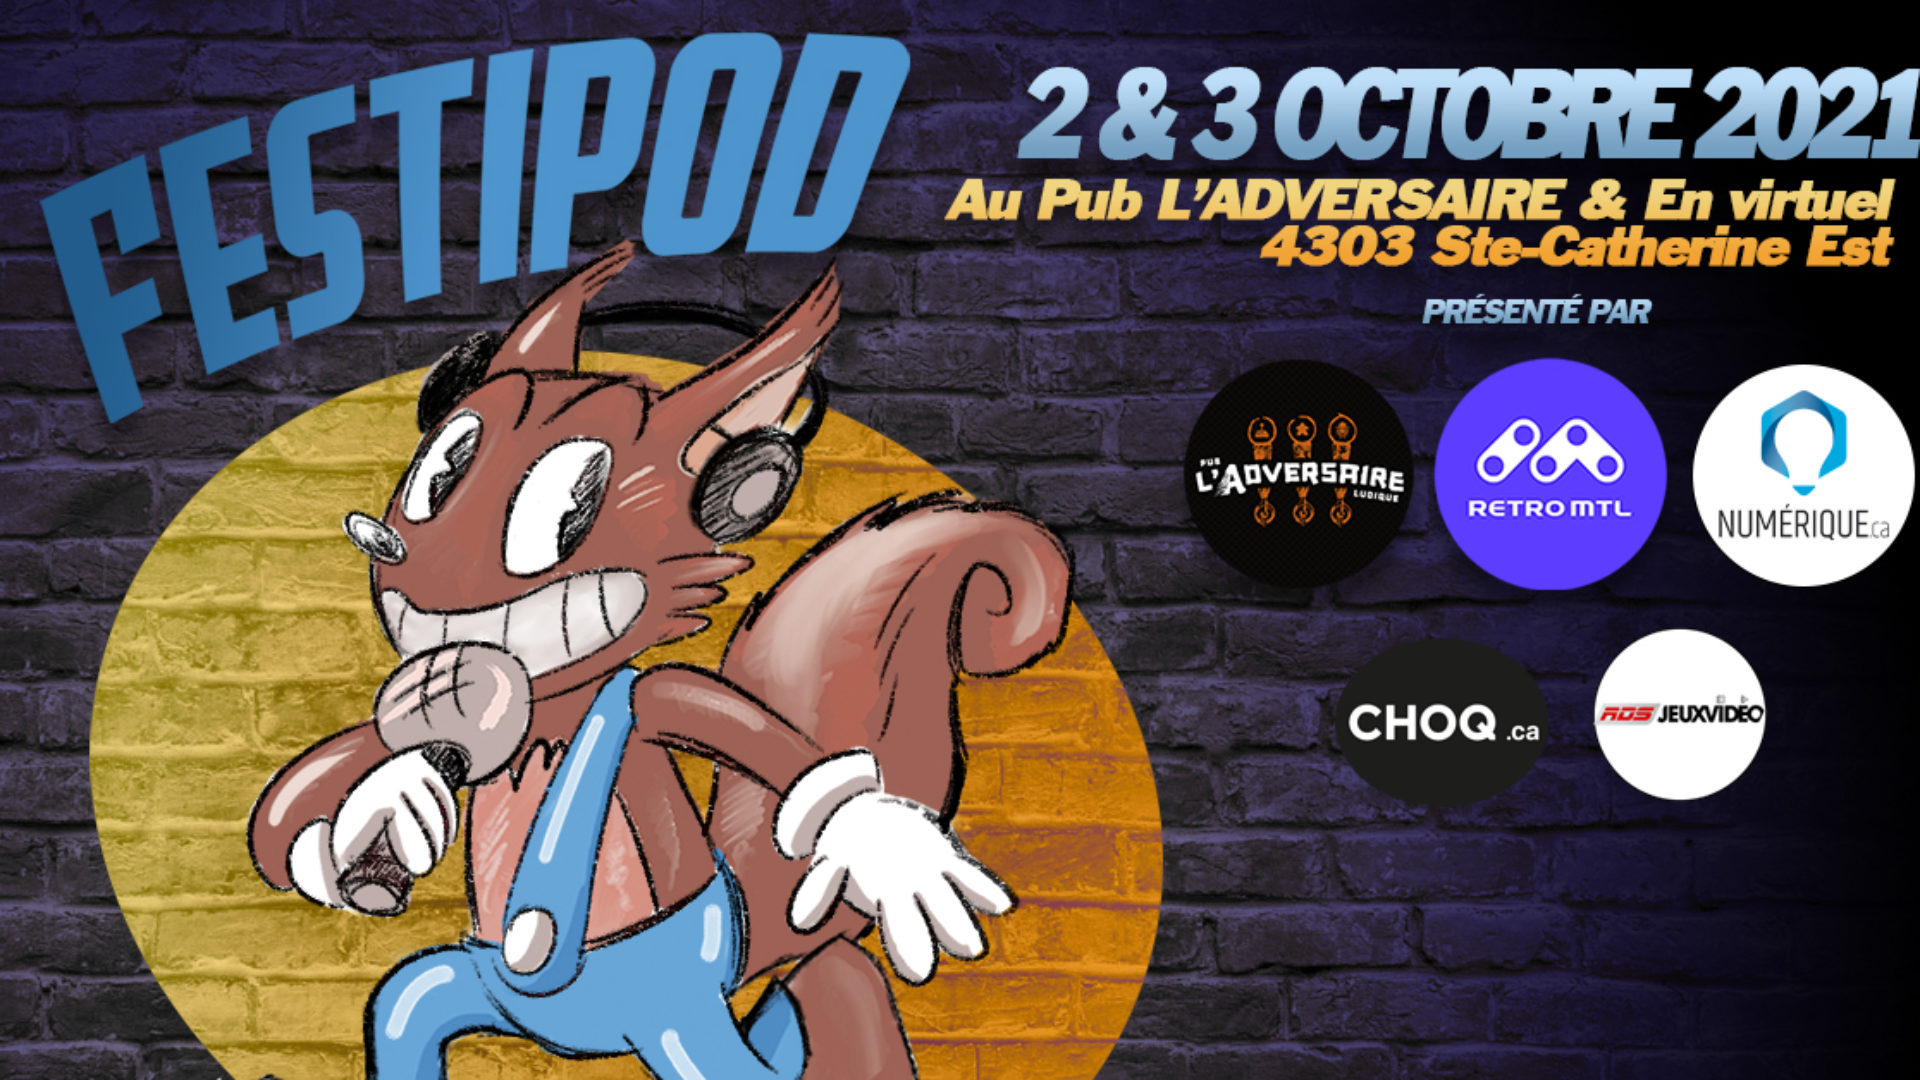 FESTIPOD
2 & 3 OCTOBRE 2021
Au Pub L'ADVERSAIRE & En virtuel
4303 Ste-Catherine Est
PRÉSENTÉ PAR
PUB
L'ADVERSAIRE
LUDIQUE
RETRO MTL
NUMÉRIQUE.ca
CHOQ.ca
RDS JEUXVIDÉO